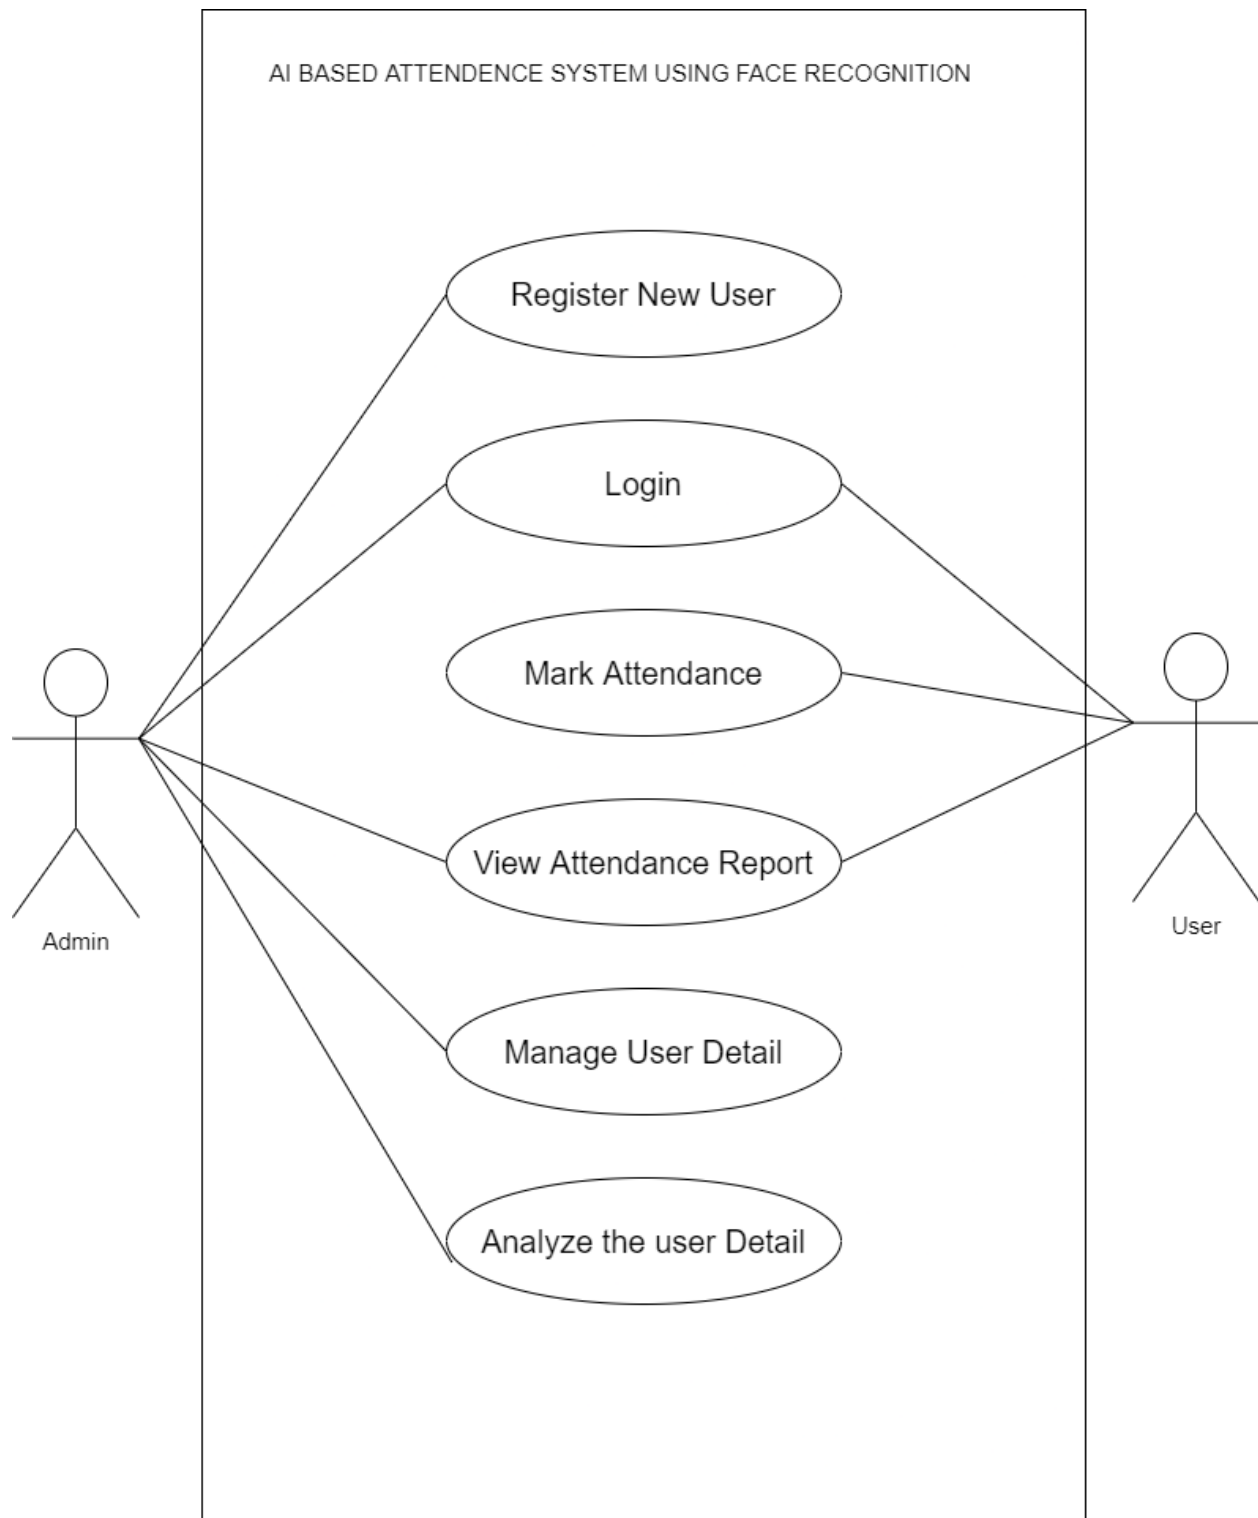 AI BASED ATTENDENCE SYSTEM USING FACE RECOGNITION
Register New User
Login
Mark Attendance
View Attendance Report
Admin
User
Manage User Detail
Analyze the user Detail